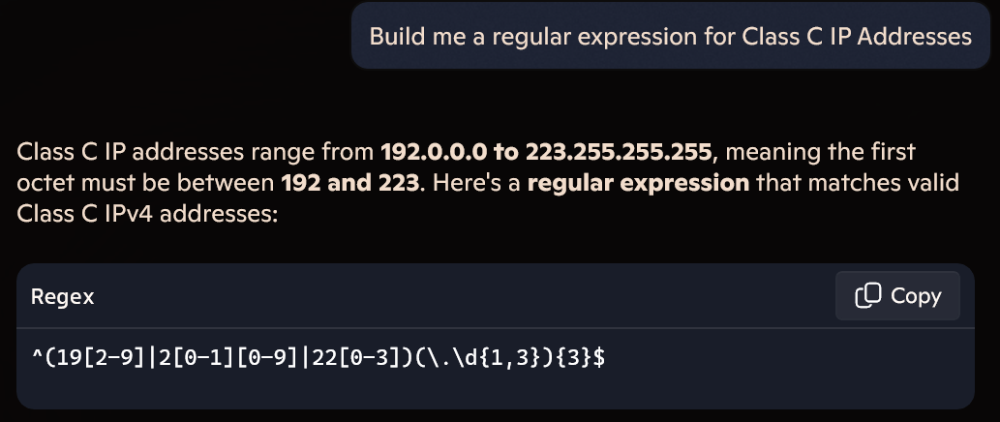 Build me a regular expression for Class C IP Addresses
Class C IP addresses range from 192.0.0.0 to 223.255.255.255, meaning the first
octet must be between 192 and 223. Here's a regular expression that matches valid
Class C IPv4 addresses:
Regex
Copy
^(19[2-9]|2[0-1][0-9]|22[0-3])(\.\d{1,3}){3}$